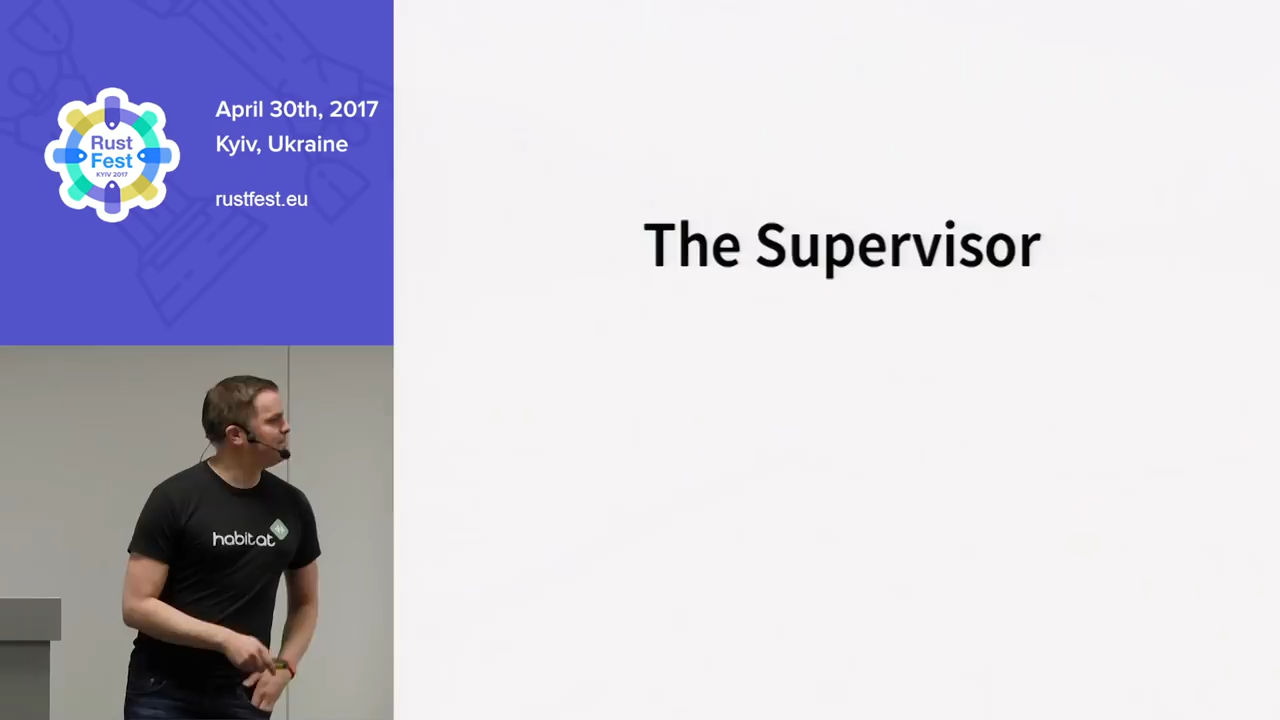 April 30th, 2017
Kyiv, Ukraine
rustfest.eu
Rust
Fest
KYIV 2017
The Supervisor
habitat